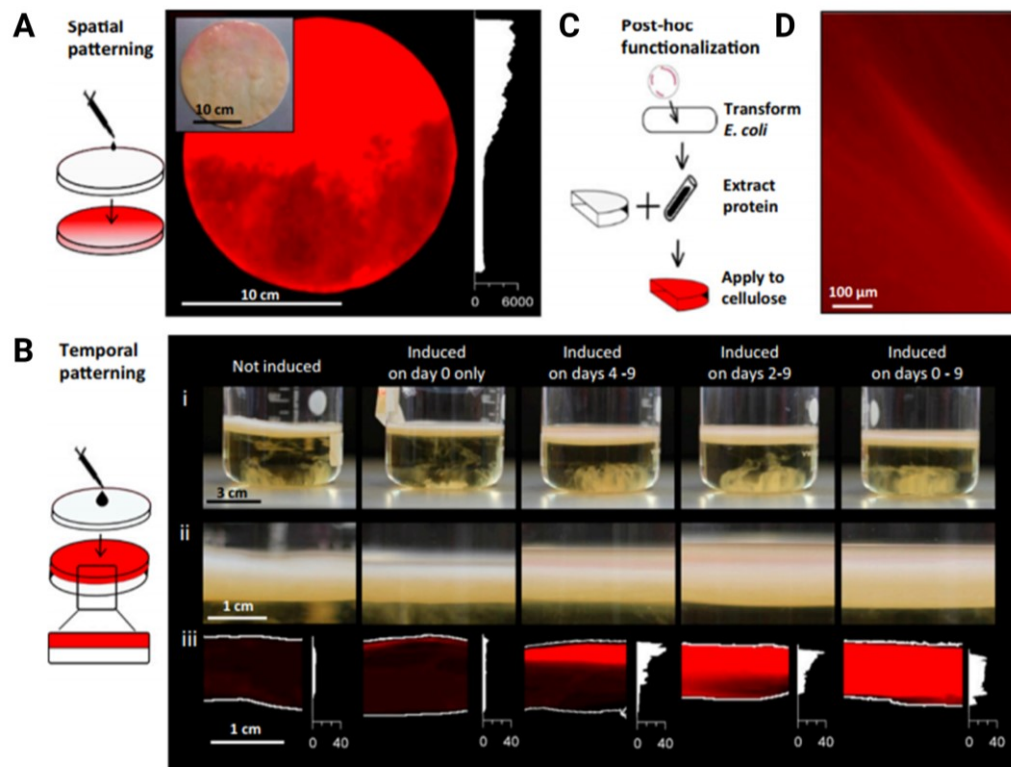 A
Spatial
patterning
10 cm
10 cm
0 6000
C
Post-hoc
functionalization
Transform
E. coli
Extract
protein
Apply to
cellulose
D
100 µm
B
Temporal
patterning
Not induced
Induced
on day 0 only
Induced
on days 4 -9
Induced
on days 2-9
Induced
on days 0 - 9
i
3 cm
ii
1 cm
iii
1 cm
0 40
0 40
0 40
0 40
0 40